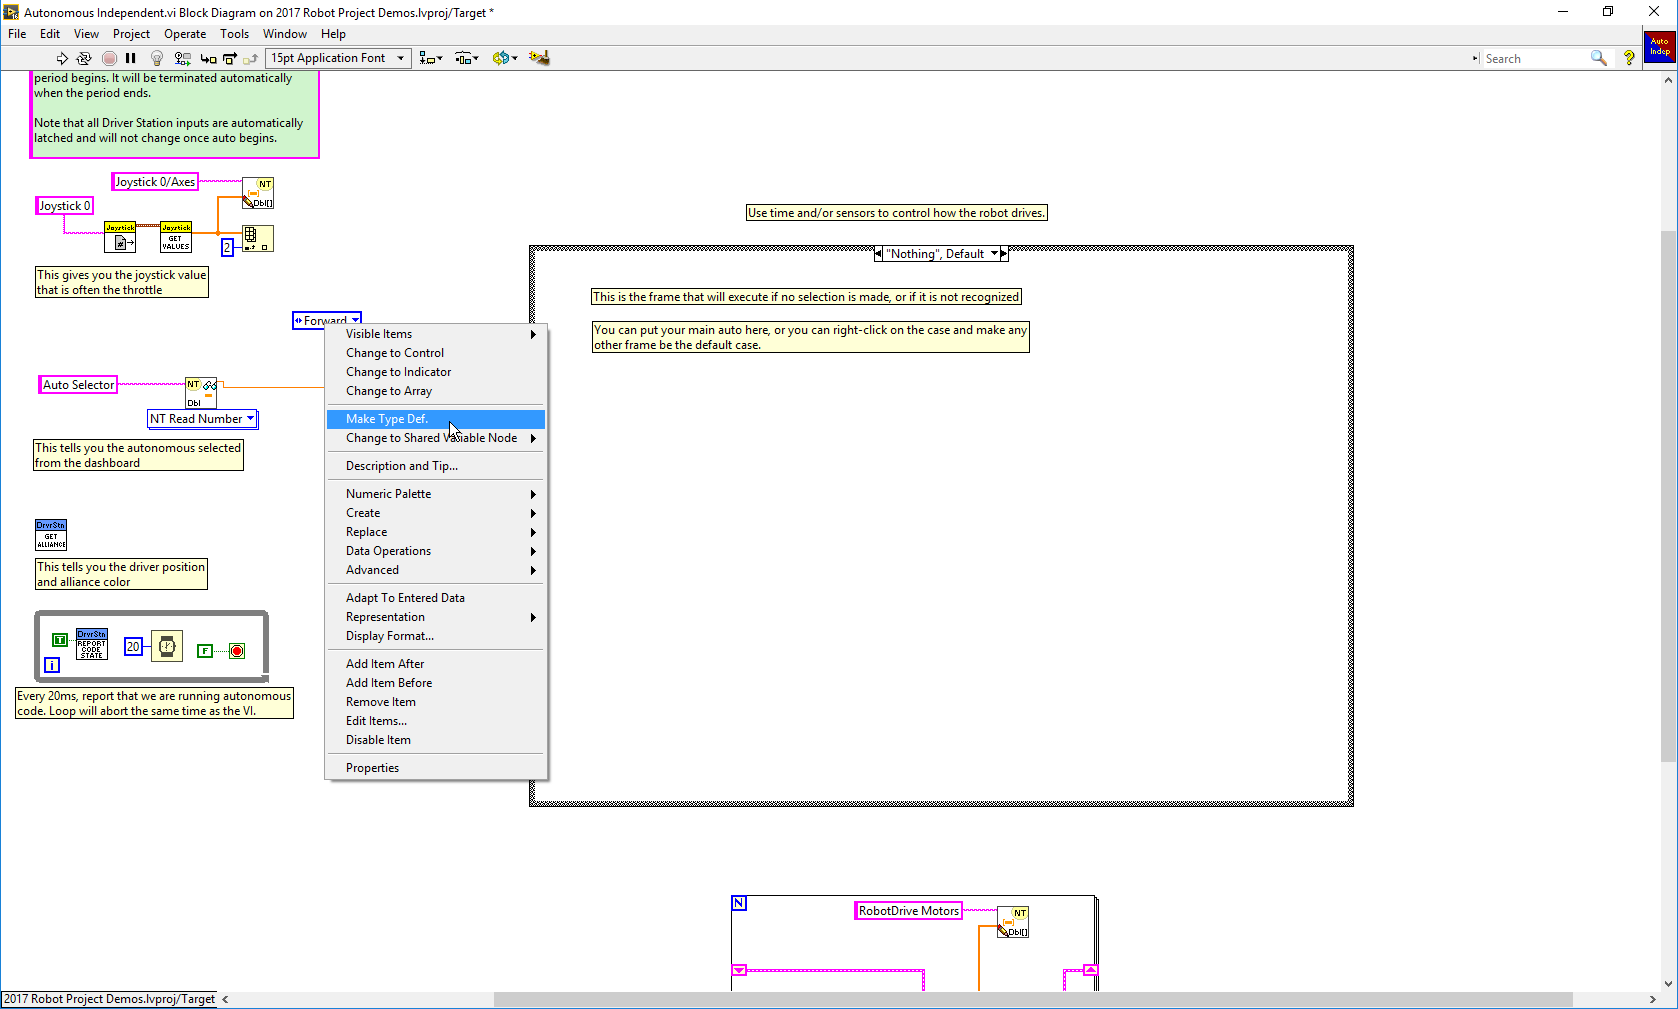 Autonomous Independent.vi Block Diagram on 2017 Robot Project Demos.lvproj/Target *
File Edit View Project Operate Tools Window Help
15pt Application Font
Search
Auto
Indep
period begins. It will be terminated automatically
when the period ends.
Note that all Driver Station inputs are automatically
latched and will not change once auto begins.
Joystick 0/Axes
NT
Dbl[]
Joystick 0
Joystick
#
Joystick
GET
VALUES
2
This gives you the joystick value
that is often the throttle
Use time and/or sensors to control how the robot drives.
"Nothing", Default
This is the frame that will execute if no selection is made, or if it is not recognized
You can put your main auto here, or you can right-click on the case and make any
other frame be the default case.
Forward
Visible Items
Change to Control
Change to Indicator
Change to Array
Make Type Def.
Change to Shared Variable Node
Description and Tip...
Numeric Palette
Create
Replace
Data Operations
Advanced
Adapt To Entered Data
Representation
Display Format...
Add Item After
Add Item Before
Remove Item
Edit Items...
Disable Item
Properties
Auto Selector
NT
Dbl
NT Read Number
This tells you the autonomous selected
from the dashboard
DrvrStn
GET
ALLIANCE
This tells you the driver position
and alliance color
T
DrvrStn
REPORT
CODE
STATE
20
F
i
Every 20ms, report that we are running autonomous
code. Loop will abort the same time as the VI.
N
RobotDrive Motors
NT
Dbl[]
2017 Robot Project Demos.lvproj/Target